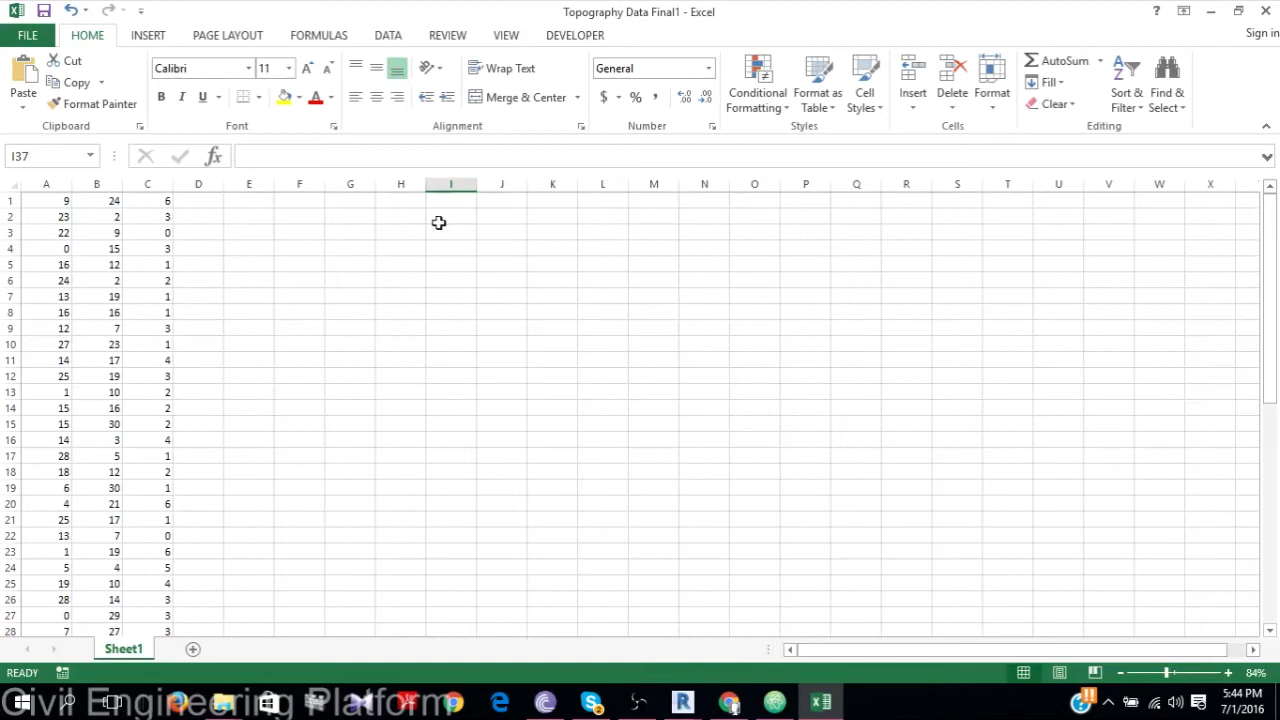 Topography Data Final1 - Excel
FILE HOME INSERT PAGE LAYOUT FORMULAS DATA REVIEW VIEW DEVELOPER Sign in
Paste Cut Calibri 11 Wrap Text General Conditional Formatting Format as Table Cell Styles Insert Delete Format AutoSum Sort & Filter Find & Select
Copy Fill
Format Painter B I U A Merge & Center $ % , Clear
Clipboard Font Alignment Number Styles Cells Editing
I37 fx
A B C D E F G H I J K L M N O P Q R S T U V W X
1 9 24 6
2 23 2 3
3 22 9 0
4 0 15 3
5 16 12 1
6 24 2 2
7 13 19 1
8 16 16 1
9 12 7 3
10 27 23 1
11 14 17 4
12 25 19 3
13 1 10 2
14 15 16 2
15 15 30 2
16 14 3 4
17 28 5 1
18 18 12 2
19 6 30 1
20 4 21 6
21 25 17 1
22 13 7 0
23 1 19 6
24 5 4 5
25 19 10 4
26 28 14 3
27 0 29 3
28 7 27 3
Sheet1
READY 84%
Civil Engineering Platform 5:44 PM
7/1/2016